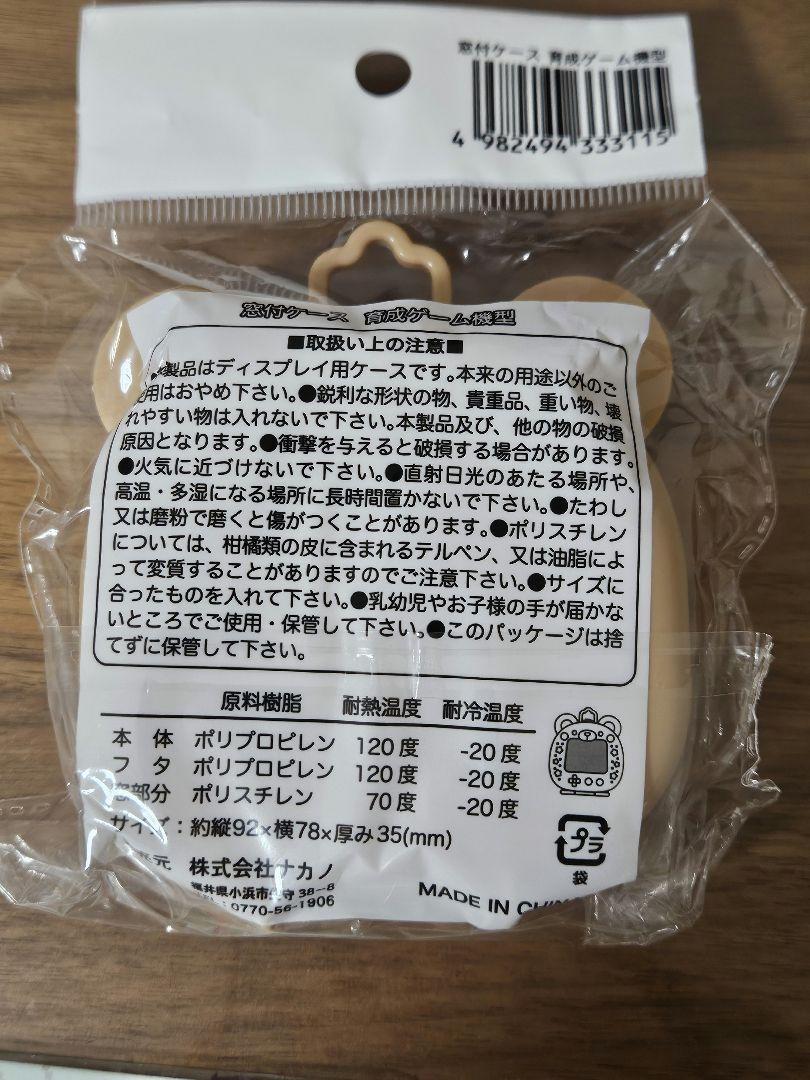 窓付ケース 育成ゲーム機型
4 982494 333115
窓付ケース 育成ゲーム機型
■取扱い上の注意■
製品はディスプレイ用ケースです。本来の用途以外のご
用はおやめ下さい。●鋭利な形状の物、貴重品、重い物、壊
れやすい物は入れないで下さい。本製品及び、他の物の破損
原因となります。●衝撃を与えると破損する場合があります。
●火気に近づけないで下さい。●直射日光のあたる場所や、
高温・多湿になる場所に長時間置かないで下さい。●たわし
又は磨粉で磨くと傷がつくことがあります。●ポリスチレン
については、柑橘類の皮に含まれるテルペン、又は油脂によ
って変質することがありますのでご注意下さい。●サイズに
合ったものを入れて下さい。●乳幼児やお子様の手が届かな
いところでご使用・保管して下さい。●このパッケージは捨
てずに保管して下さい。
原料樹脂 耐熱温度 耐冷温度
本 体 ポリプロピレン 120度 -20度
フ タ ポリプロピレン 120度 -20度
部分 ポリスチレン 70度 -20度
サイズ:約縦92×横78×厚み35(mm)
元 株式会社ナカノ
福井県小浜市 守38-8
0770-56-1906
プラ
袋
MADE IN